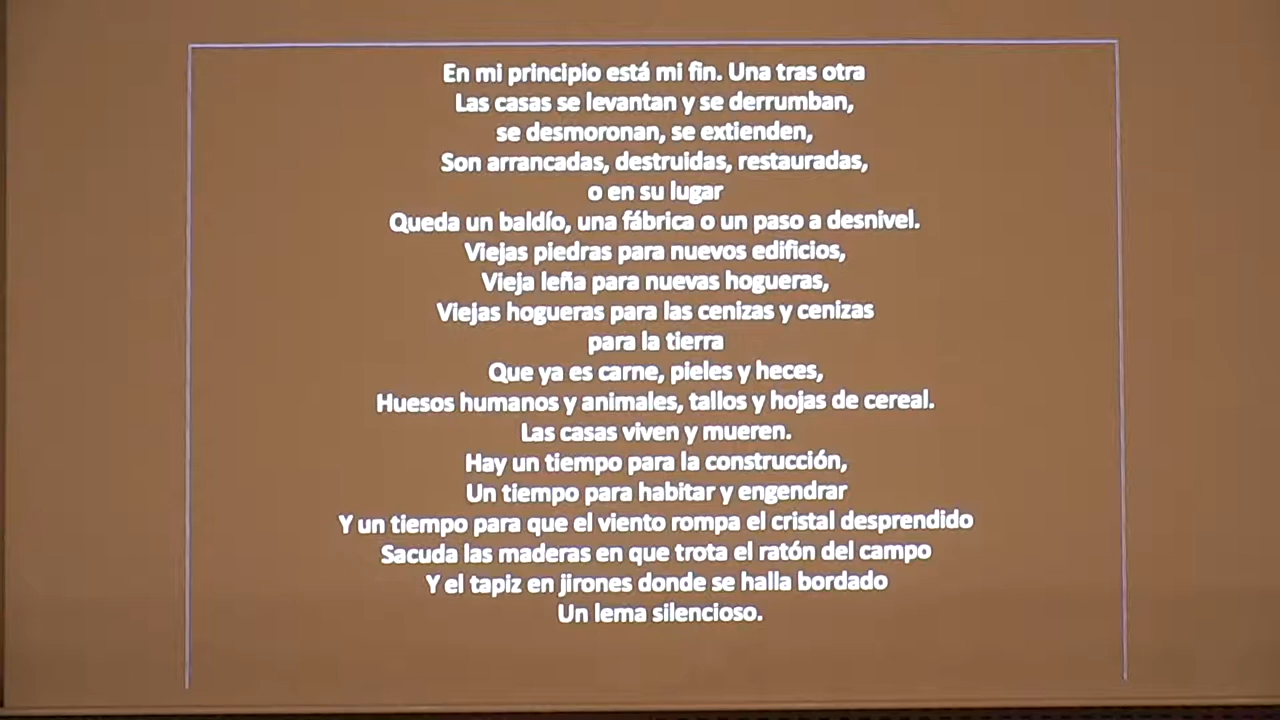 En mi principio está mi fin. Una tras otra
Las casas se levantan y se derrumban,
se desmoronan, se extienden,
Son arrancadas, destruidas, restauradas,
o en su lugar
Queda un baldío, una fábrica o un paso a desnivel.
Viejas piedras para nuevos edificios,
Vieja leña para nuevas hogueras,
Viejas hogueras para las cenizas y cenizas
para la tierra
Que ya es carne, pieles y heces,
Huesos humanos y animales, tallos y hojas de cereal.
Las casas viven y mueren.
Hay un tiempo para la construcción,
Un tiempo para habitar y engendrar
Y un tiempo para que el viento rompa el cristal desprendido
Sacuda las maderas en que trota el ratón del campo
Y el tapiz en jirones donde se halla bordado
Un lema silencioso.